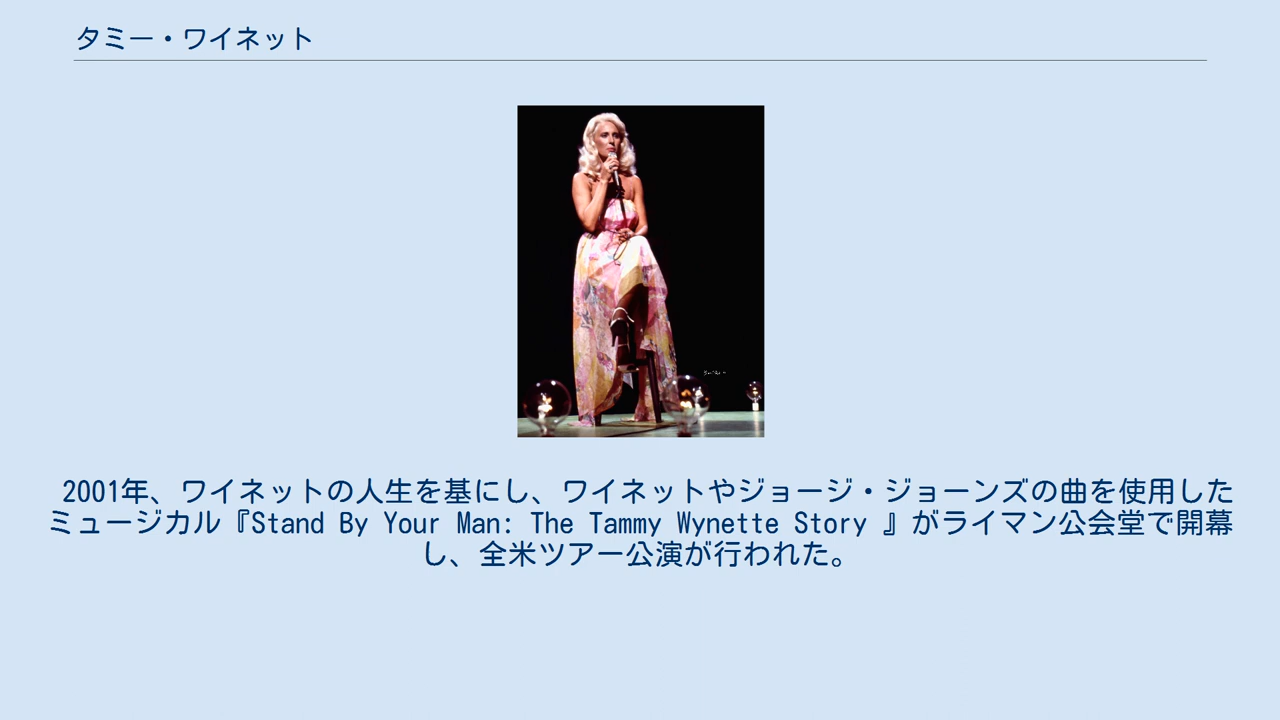 タミー・ワイネット
2001年、ワイネットの人生を基にし、ワイネットやジョージ・ジョーンズの曲を使用した
ミュージカル『Stand By Your Man: The Tammy Wynette Story 』がライマン公会堂で開幕
し、全米ツアー公演が行われた。